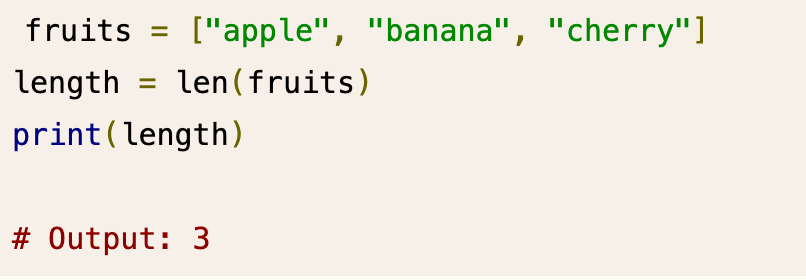 fruits = ["apple", "banana", "cherry"]
length = len(fruits)
print(length)
# Output: 3